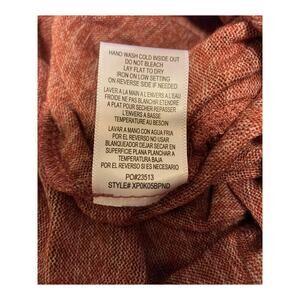 HAND WASH COLD INSIDE OUT
DO NOT BLEACH
LAY FLAT TO DRY
IRON ON LOW SETTING
ON REVERSE SIDE IF NEEDED
LAVER A LA MAIN A L'ENVERS A L'EAU
FROIDE NE PAS BLANCHIR ETENDRE
A PLAT POUR SECHER REPASSER
L'ENVERS A BASSE
TEMPERATURE AU BESOIN
LAVAR A MANO CON AGUA FRIA
POR EL REVERSO NO USAR
BLANQUEADOR DEJAR SECAR EN
SUPERFICIE PLANA PLANCHAR A
TEMPERATURA BAJA
POR EL REVERSO SI ES NECESARIO
PO#23513
STYLE# XP0K05BPND